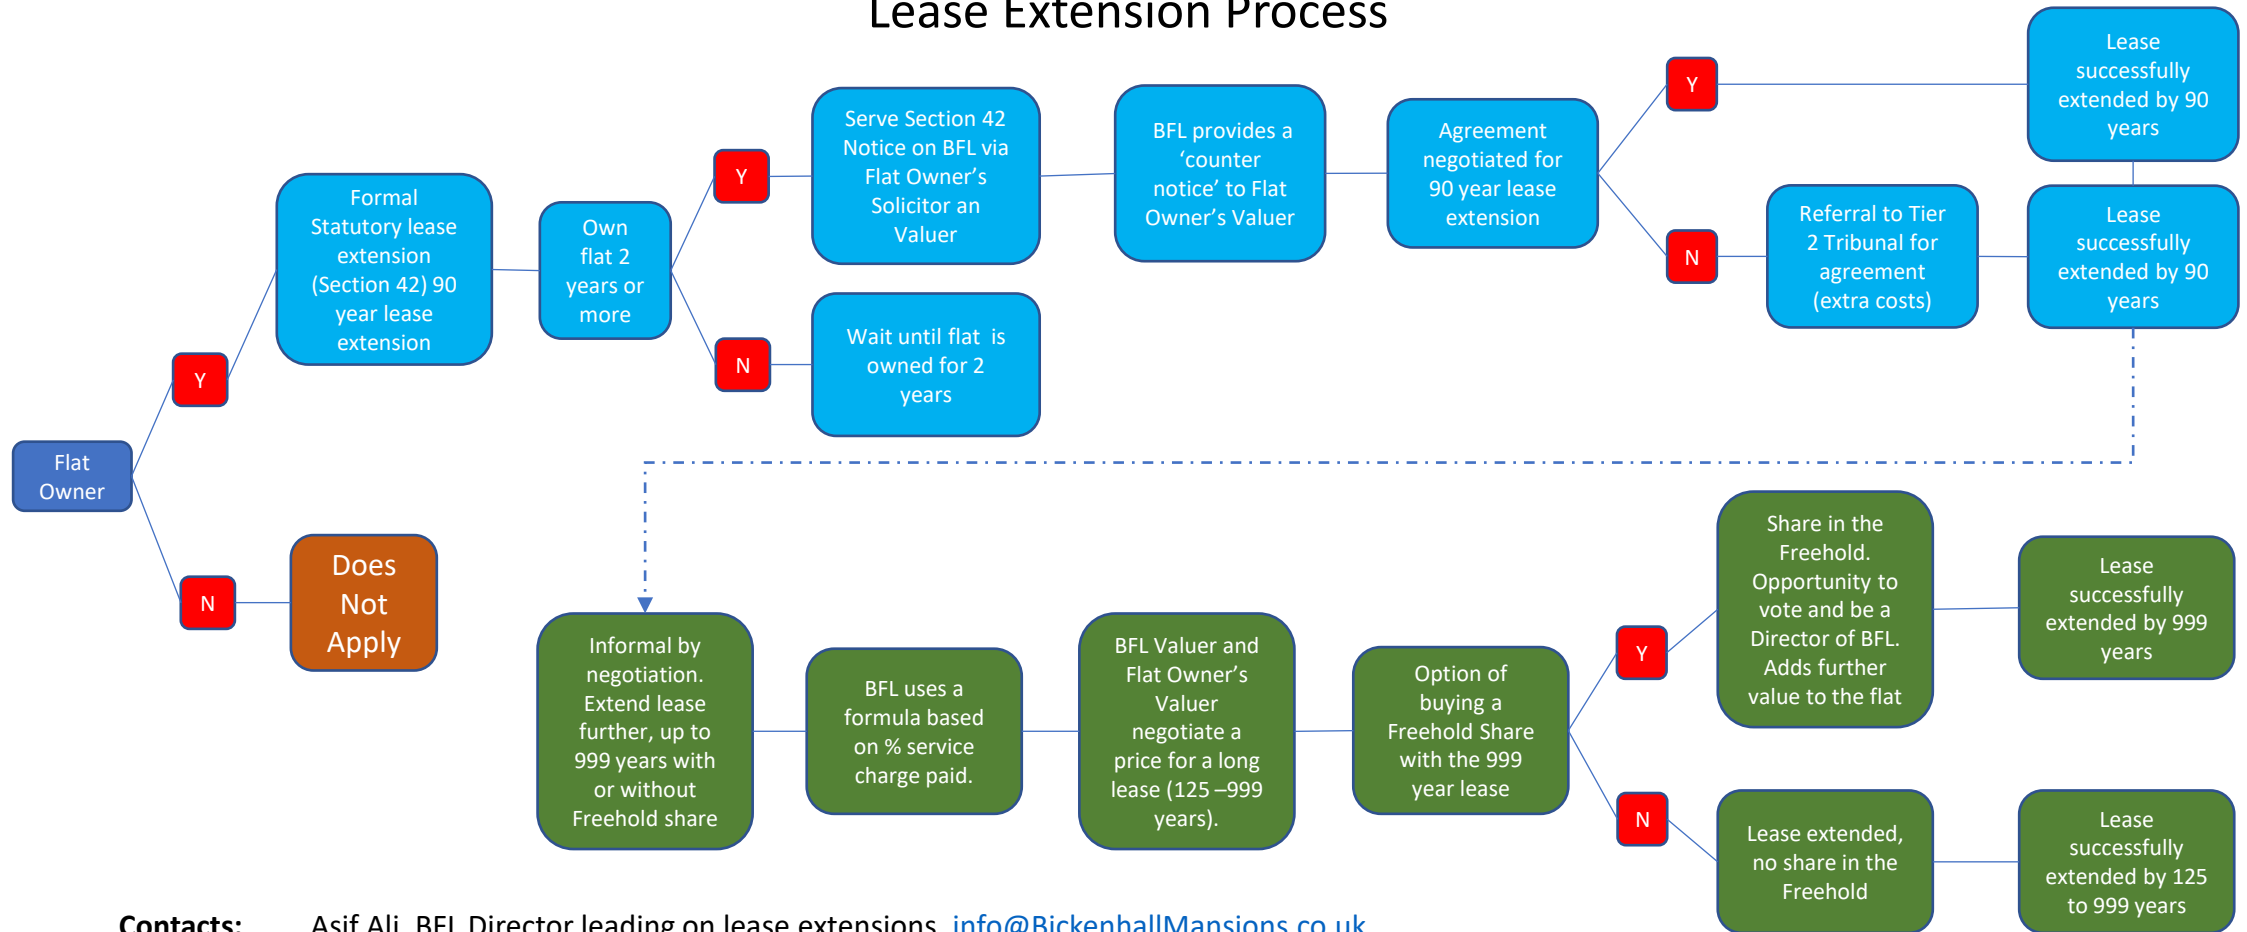 Lease Extension Process
Flat
Owner
Y
N
Does
Not
Apply
Formal
Statutory lease
extension
(Section 42) 90
year lease
extension
Own
flat 2
years or
more
Y
N
Serve Section 42
Notice on BFL via
Flat Owner's
Solicitor an
Valuer
Wait until flat  is
owned for 2
years
BFL provides a
‘counter
notice’ to Flat
Owner’s Valuer
Agreement
negotiated for
90 year lease
extension
Y
N
Referral to Tier
2 Tribunal for
agreement
(extra costs)
Lease
successfully
extended by 90
years
Lease
successfully
extended by 90
years
Informal by
negotiation.
Extend lease
further, up to
999 years with
or without
Freehold share
BFL uses a
formula based
on % service
charge paid.
BFL Valuer and
Flat Owner’s
Valuer
negotiate a
price for a long
lease (125 –999
years).
Option of
buying a
Freehold Share
with the 999
year lease
Y
N
Share in the
Freehold.
Opportunity to
vote and be a
Director of BFL.
Adds further
value to the flat
Lease
successfully
extended by 999
years
Lease extended,
no share in the
Freehold
Lease
successfully
extended by 125
to 999 years
Contacts: Asif Ali, BFL Director leading on lease extensions, info@BickenhallMansions.co.uk